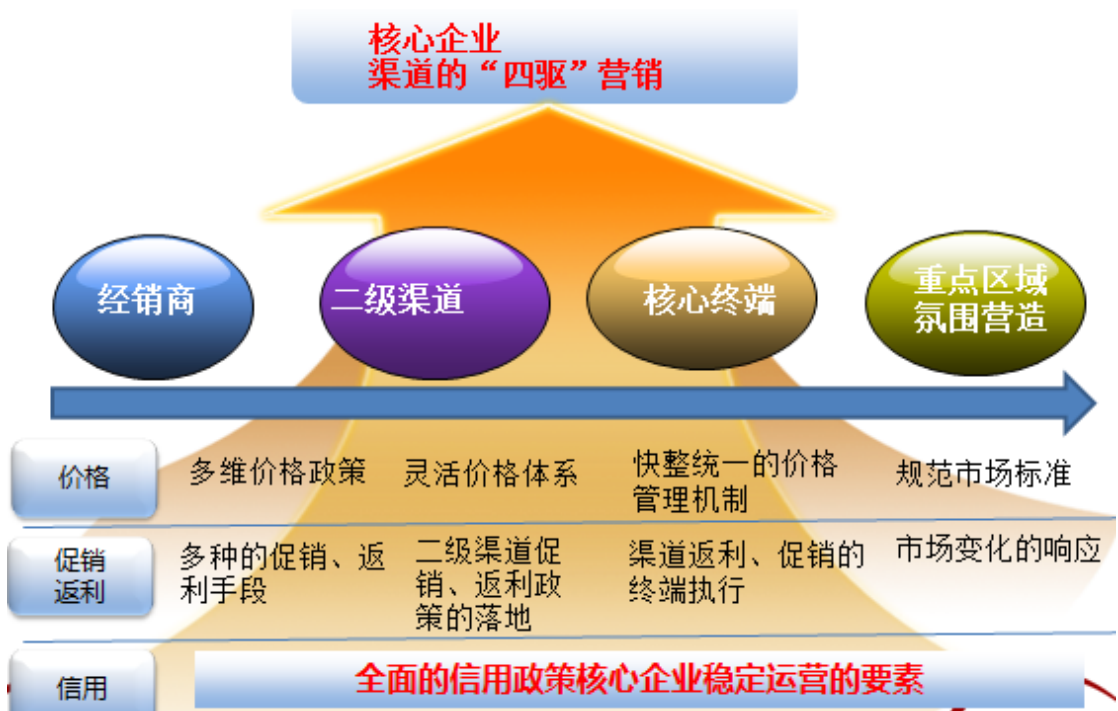 核心企业
渠道的“四驱”营销
经销商
二级渠道
核心终端
重点区域
氛围营造
价格
多维价格政策
灵活价格体系
快整统一的价格
管理机制
规范市场标准
促销
返利
多种的促销、返
利手段
二级渠道促
销、返利政
策的落地
渠道返利、促销的
终端执行
市场变化的响应
信用
全面的信用政策核心企业稳定运营的要素